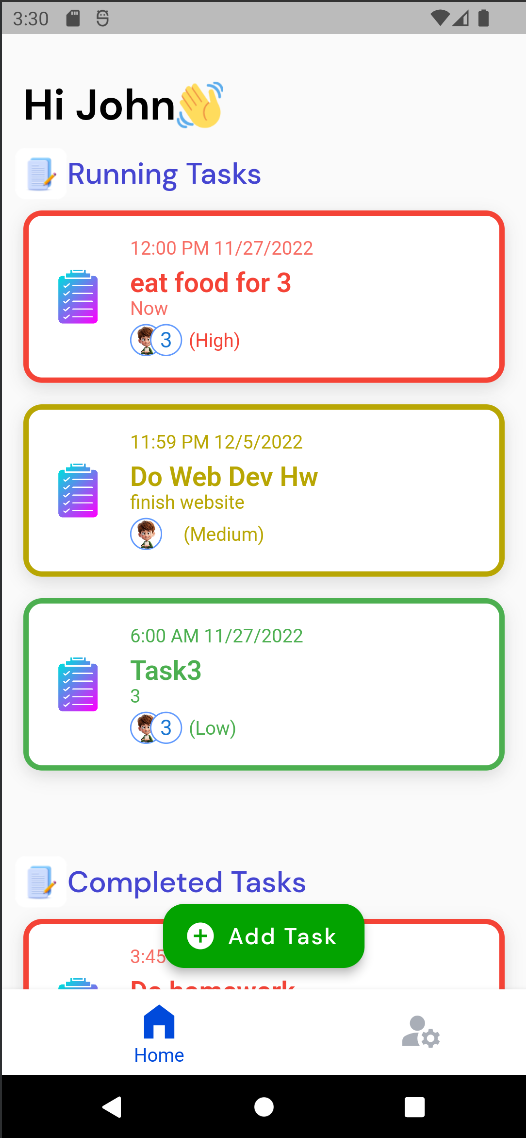 3:30
Hi John👋
Running Tasks
12:00 PM 11/27/2022
eat food for 3
Now
3 (High)
11:59 PM 12/5/2022
Do Web Dev Hw
finish website
(Medium)
6:00 AM 11/27/2022
Task3
3
3 (Low)
Completed Tasks
Add Task
3:45
Do homework
Home